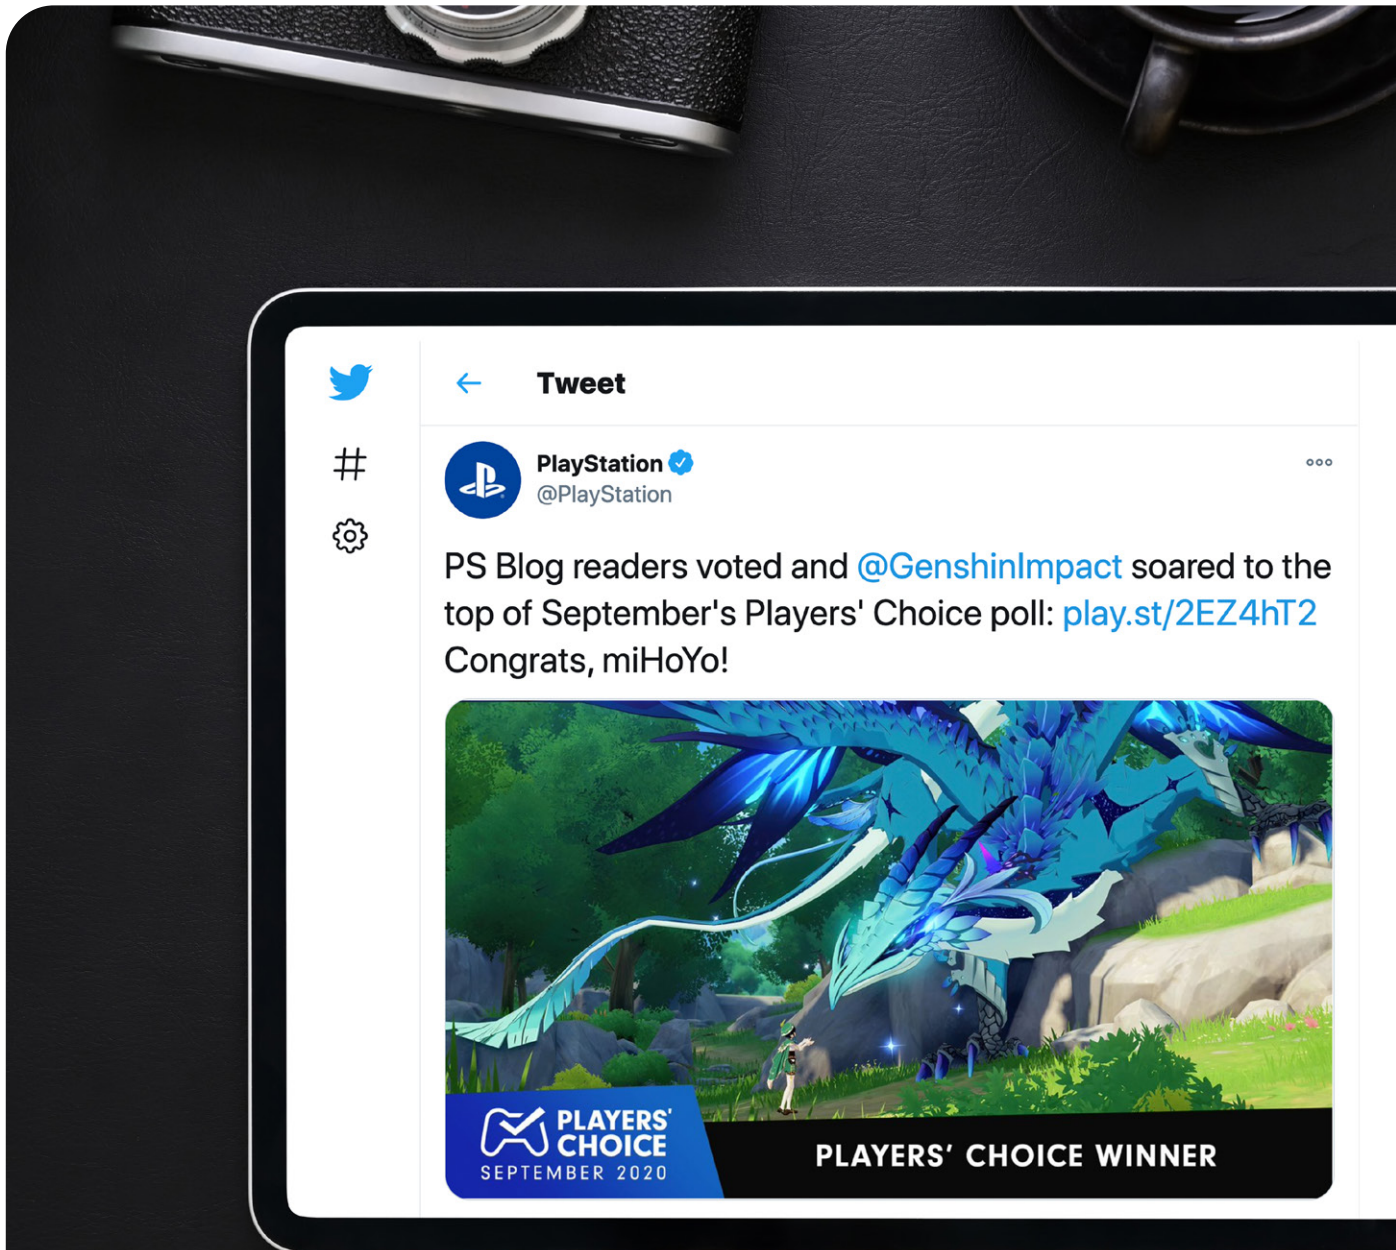 Tweet
PlayStation
@PlayStation
PS Blog readers voted and @GenshinImpact soared to the
top of September's Players' Choice poll: play.st/2EZ4hT2
Congrats, miHoYo!
PLAYERS'
CHOICE
SEPTEMBER 2020
PLAYERS' CHOICE WINNER